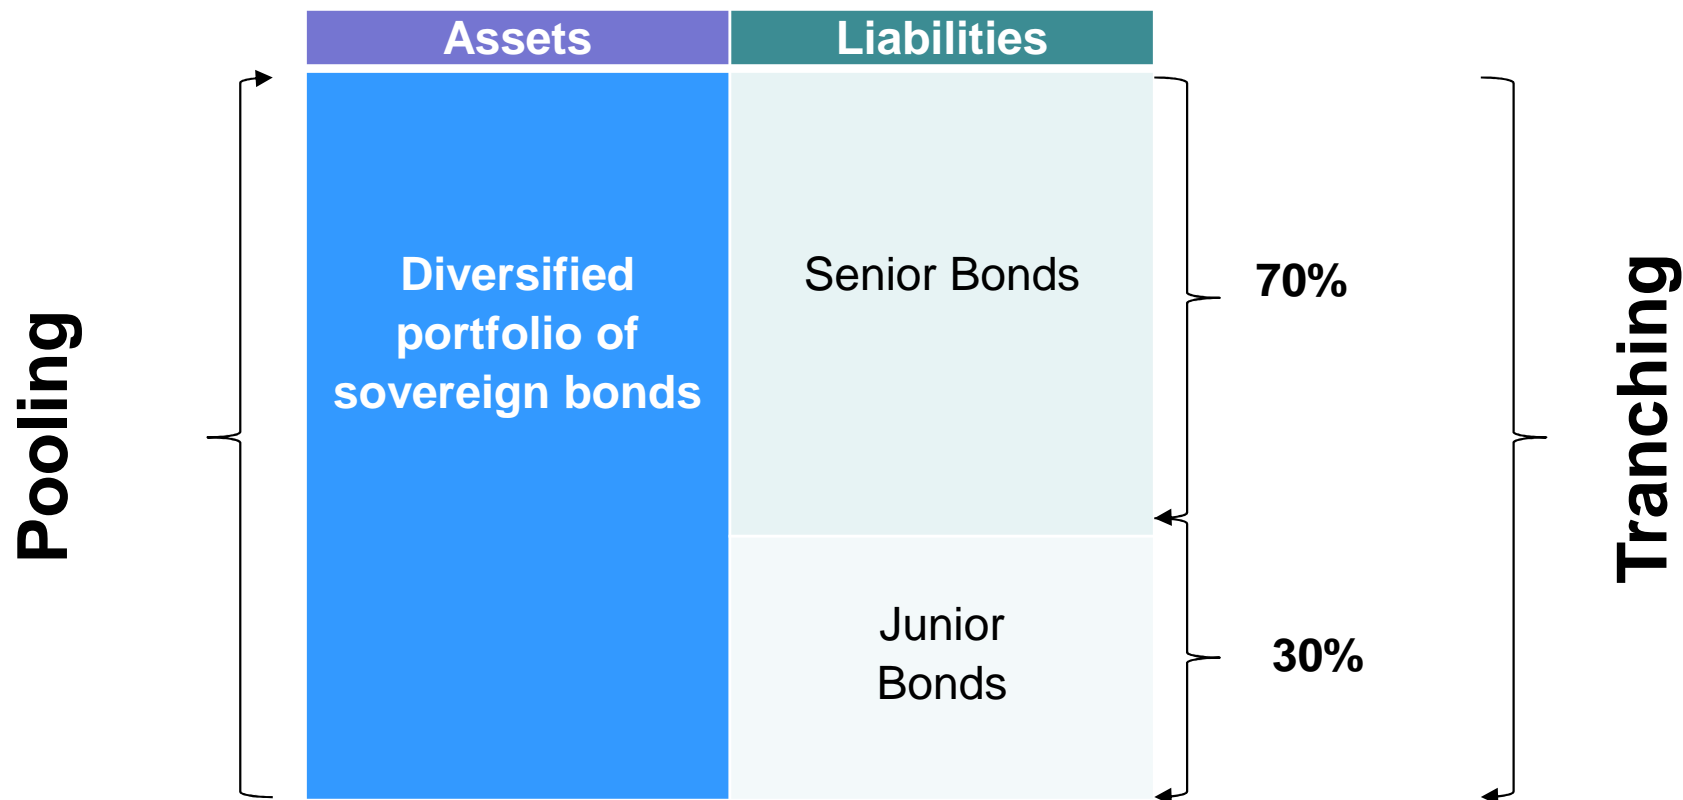 Assets
Liabilities
Pooling
Diversified
portfolio of
sovereign bonds
Senior Bonds
70%
Junior
Bonds
30%
Tranching